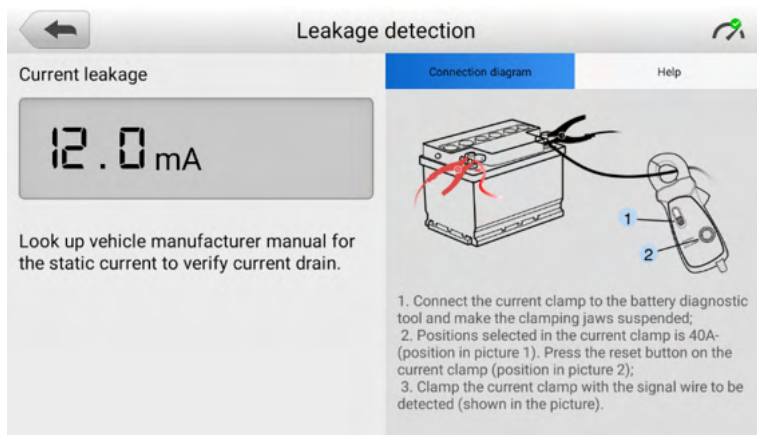 Leakage detection
Current leakage
12.0 mA
Look up vehicle manufacturer manual for
the static current to verify current drain.
Connection diagram
Help
1
2
1. Connect the current clamp to the battery diagnostic
tool and make the clamping jaws suspended;
2. Positions selected in the current clamp is 40A-
(position in picture 1). Press the reset button on the
current clamp (position in picture 2);
3. Clamp the current clamp with the signal wire to be
detected (shown in the picture).